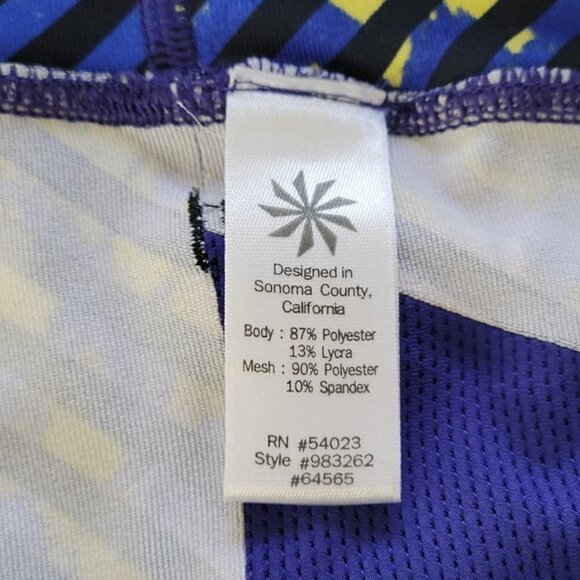 Designed in
Sonoma County,
California
Body : 87% Polyester
13% Lycra
Mesh : 90% Polyester
10% Spandex
RN #54023
Style #983262
#64565